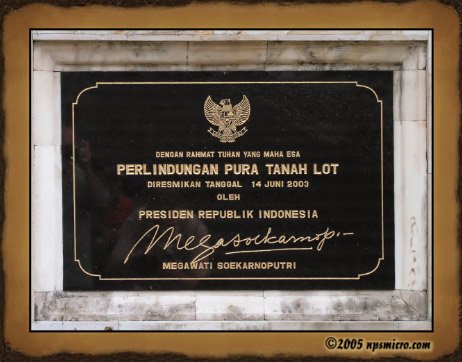 DENGAN RAHMAT TUHAN YANG MAHA ESA
PERLINDUNGAN PURA TANAH LOT
DIRESMIKAN TANGGAL 14 JUNI 2003
OLEH
PRESIDEN REPUBLIK INDONESIA
Megasoekarnop.-
MEGAWATI SOEKARNOPUTRI
©2005 npsmicro.com